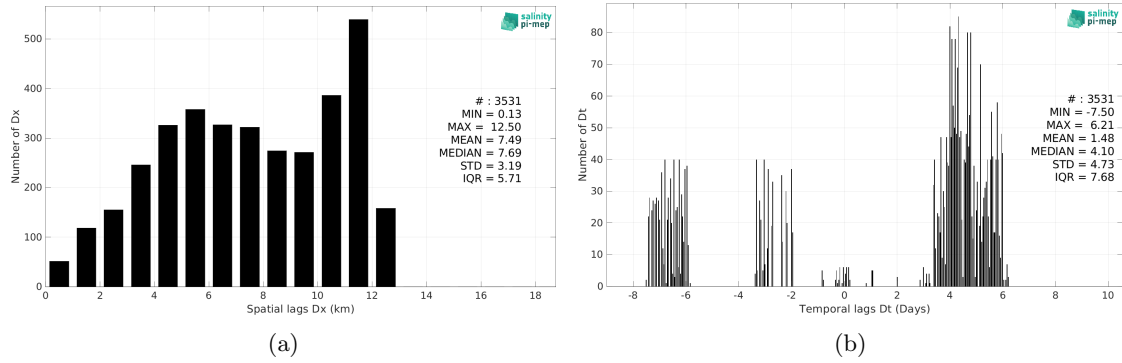 500
400
300
200
100
0
Number of Dx
0 2 4 6 8 10 12 14 16 18
Spatial lags Dx (km)
salinity
pi-mep
# : 3531
MIN = 0.13
MAX = 12.50
MEAN = 7.49
MEDIAN = 7.69
STD = 3.19
IQR = 5.71
(a)
80
70
60
50
40
30
20
10
0
Number of Dt
-8 -6 -4 -2 0 2 4 6 8 10
Temporal lags Dt (Days)
salinity
pi-mep
# : 3531
MIN = -7.50
MAX = 6.21
MEAN = 1.48
MEDIAN = 4.10
STD = 4.73
IQR = 7.68
(b)